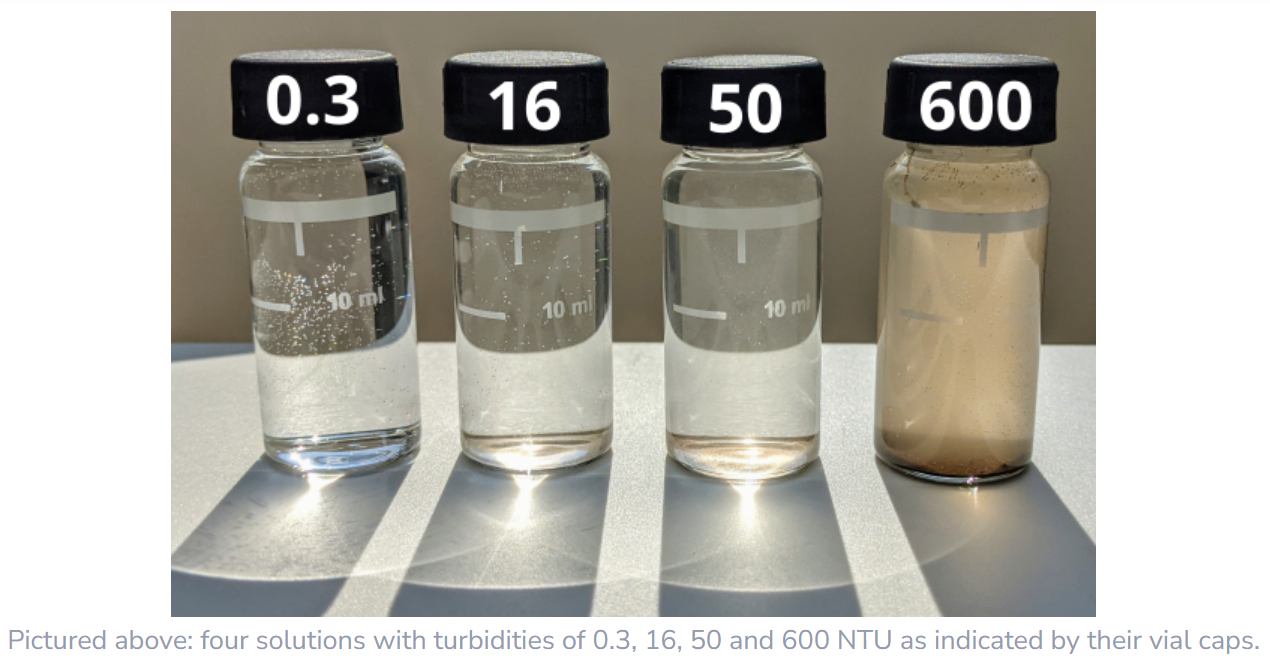 0.3
16
50
600
10 ml
10 ml
10 ml
Pictured above: four solutions with turbidities of 0.3, 16, 50 and 600 NTU as indicated by their vial caps.